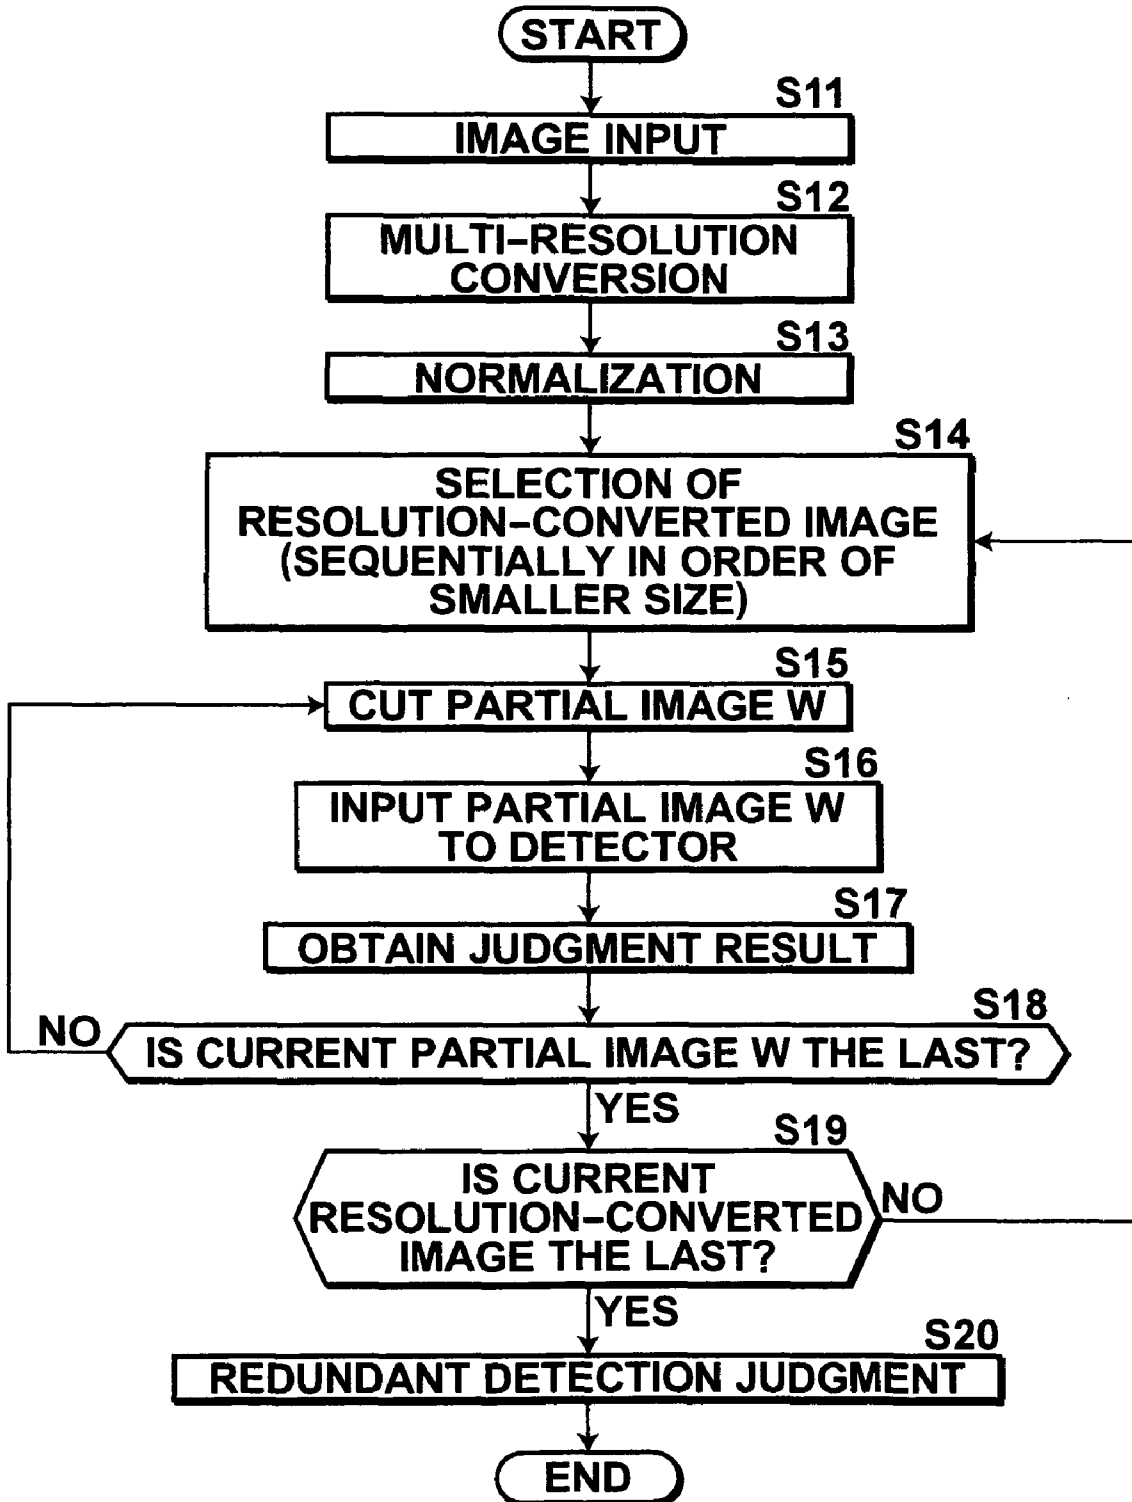 START
S11
IMAGE INPUT
S12
MULTI-RESOLUTION
CONVERSION
S13
NORMALIZATION
S14
SELECTION OF
RESOLUTION-CONVERTED IMAGE
(SEQUENTIALLY IN ORDER OF
SMALLER SIZE)
S15
CUT PARTIAL IMAGE W
S16
INPUT PARTIAL IMAGE W
TO DETECTOR
S17
OBTAIN JUDGMENT RESULT
S18
NO
IS CURRENT PARTIAL IMAGE W THE LAST?
YES
S19
IS CURRENT
RESOLUTION-CONVERTED
IMAGE THE LAST?
NO
YES
S20
REDUNDANT DETECTION JUDGMENT
END